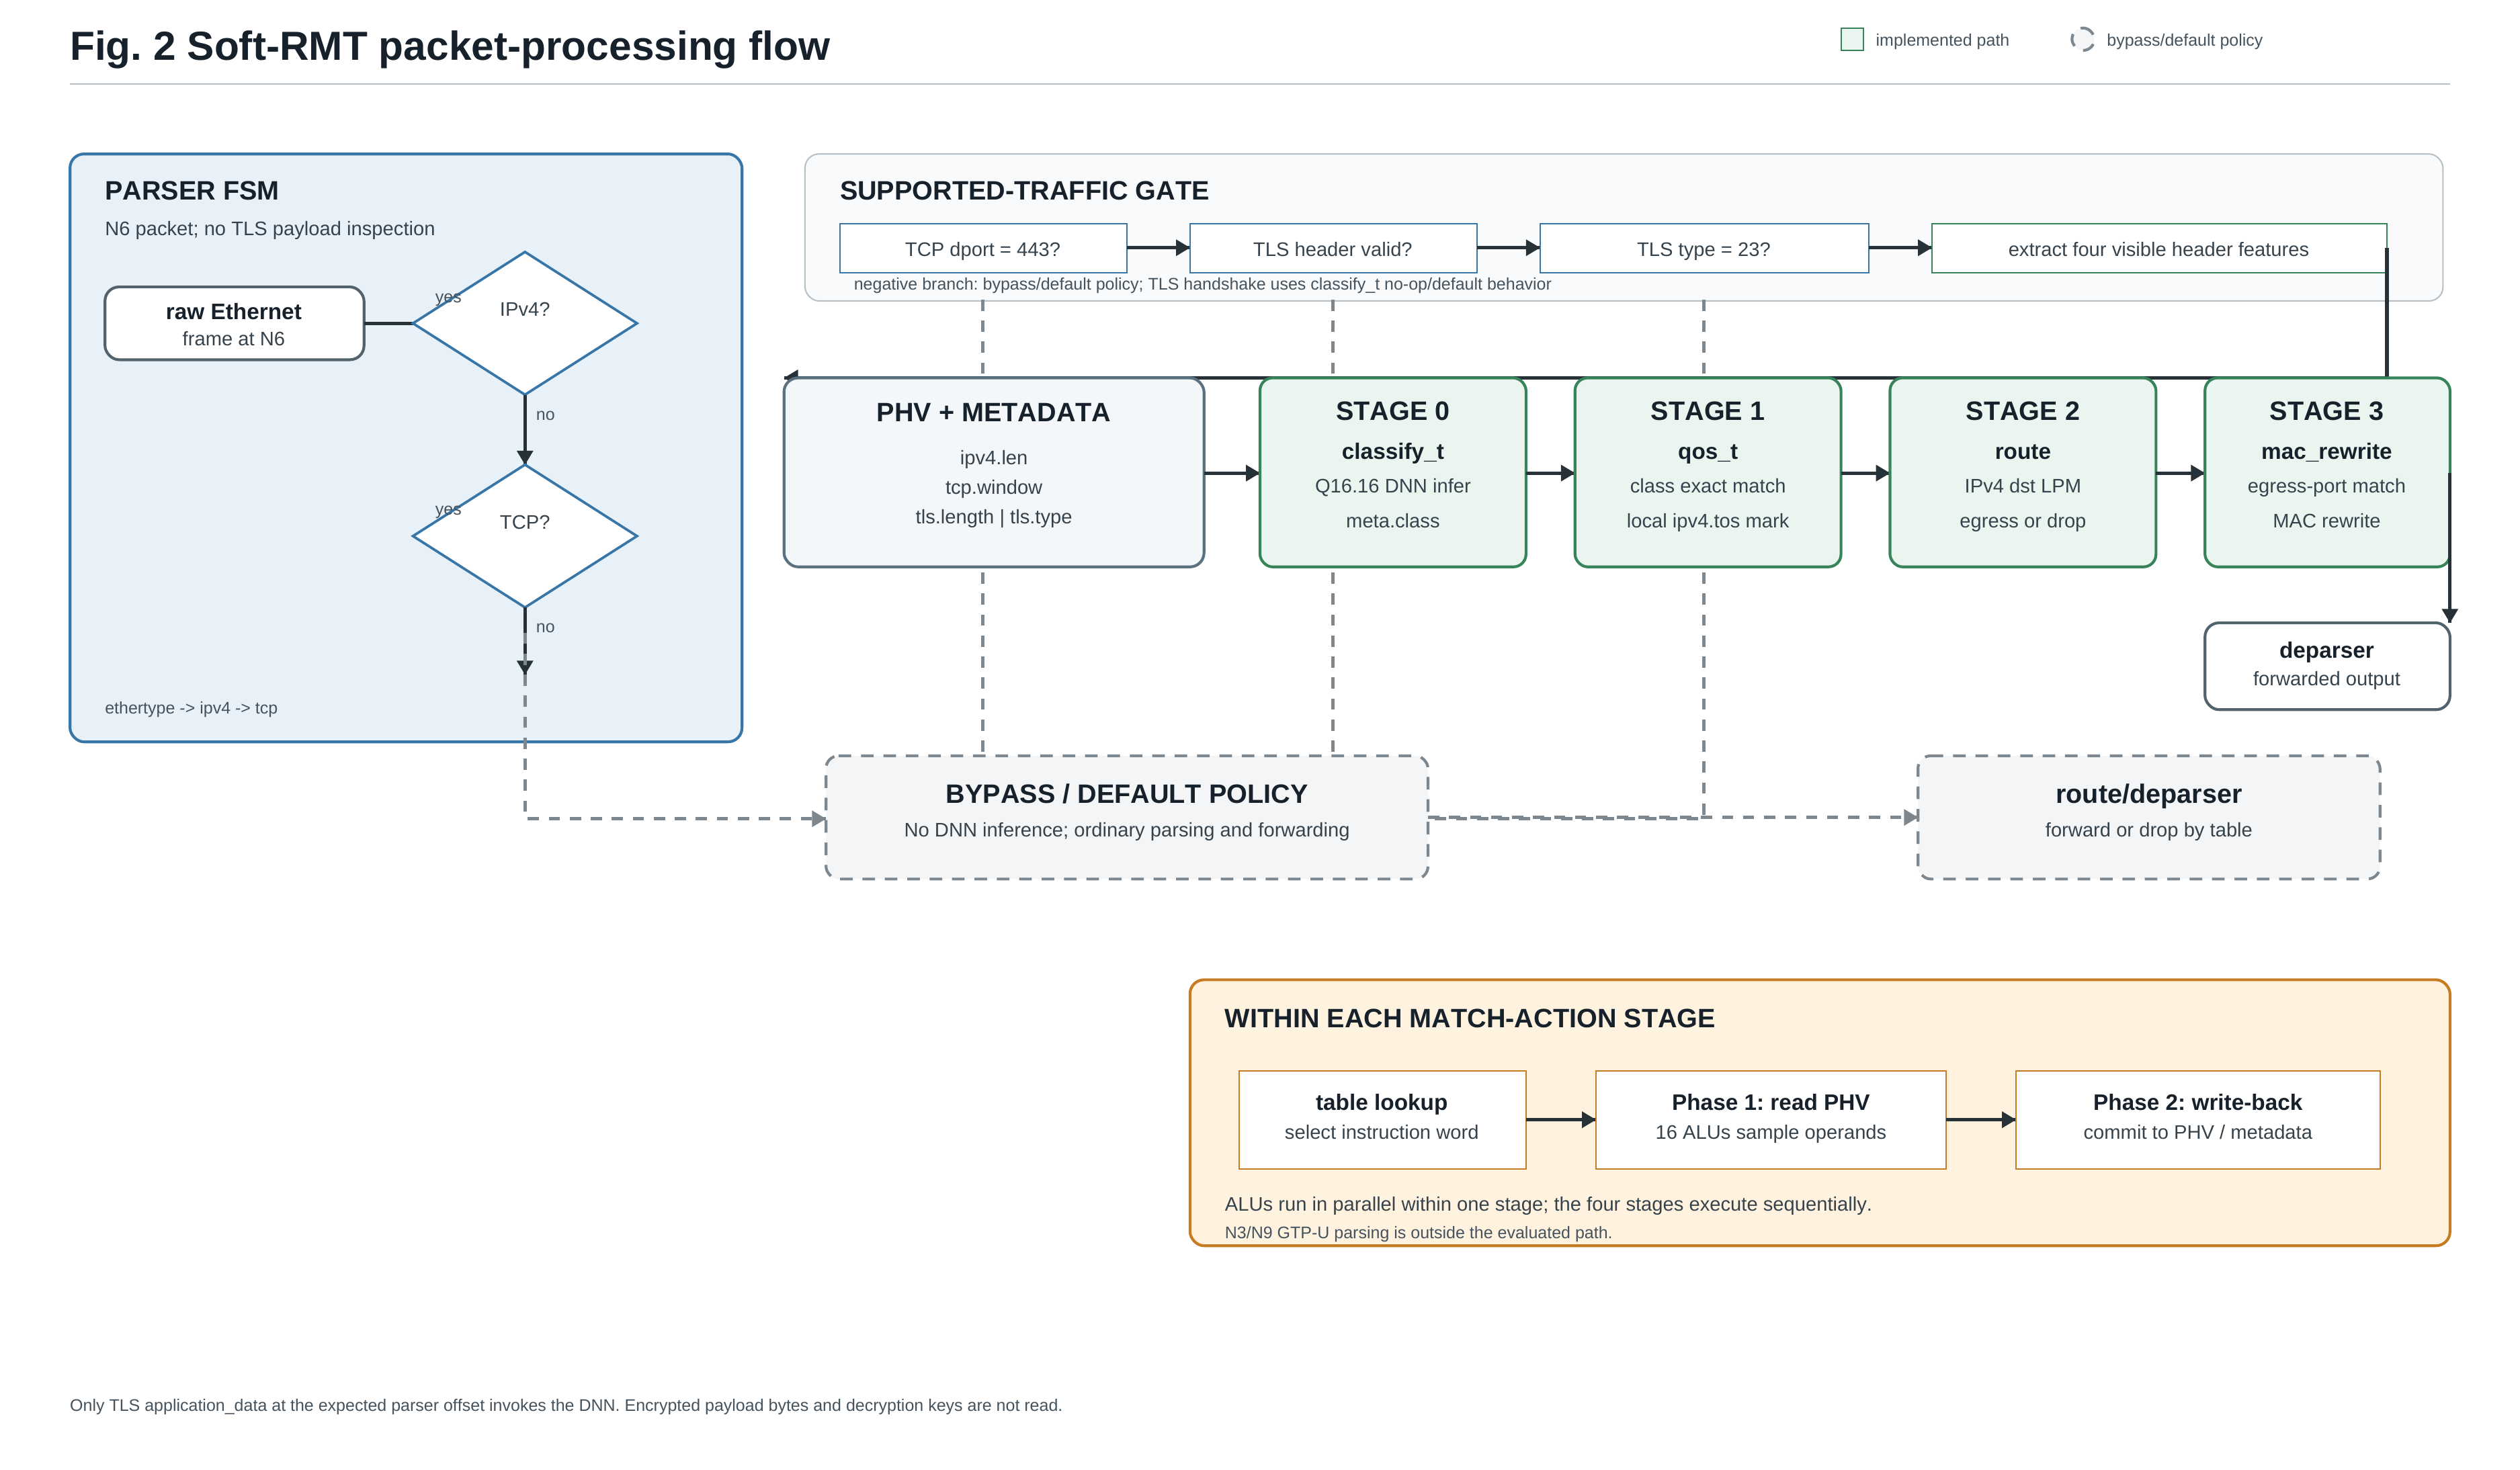 Fig. 2 Soft-RMT packet-processing flow
implemented path
bypass/default policy
PARSER FSM
N6 packet; no TLS payload inspection
raw Ethernet
frame at N6
yes
IPv4?
no
yes
TCP?
no
ethertype -> ipv4 -> tcp
SUPPORTED-TRAFFIC GATE
TCP dport = 443?
TLS header valid?
TLS type = 23?
extract four visible header features
negative branch: bypass/default policy; TLS handshake uses classify_t no-op/default behavior
PHV + METADATA
ipv4.len
tcp.window
tls.length | tls.type
STAGE 0
classify_t
Q16.16 DNN infer
meta.class
STAGE 1
qos_t
class exact match
local ipv4.tos mark
STAGE 2
route
IPv4 dst LPM
egress or drop
STAGE 3
mac_rewrite
egress-port match
MAC rewrite
deparser
forwarded output
BYPASS / DEFAULT POLICY
No DNN inference; ordinary parsing and forwarding
route/deparser
forward or drop by table
WITHIN EACH MATCH-ACTION STAGE
table lookup
select instruction word
Phase 1: read PHV
16 ALUs sample operands
Phase 2: write-back
commit to PHV / metadata
ALUs run in parallel within one stage; the four stages execute sequentially.
N3/N9 GTP-U parsing is outside the evaluated path.
Only TLS application_data at the expected parser offset invokes the DNN. Encrypted payload bytes and decryption keys are not read.